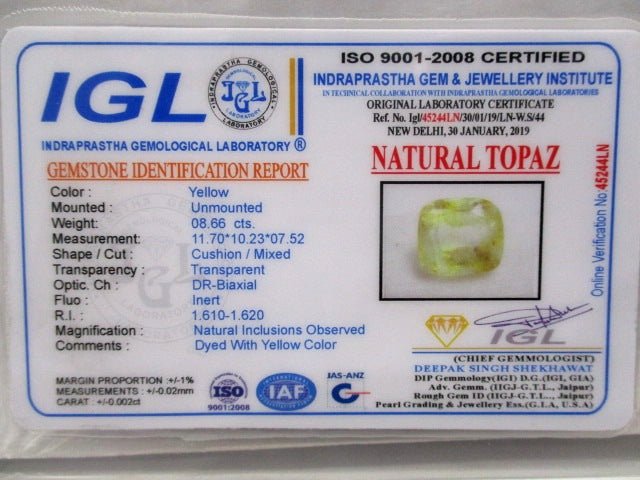 IGL
INDRAPRASTHA GEMOLOGICAL LABORATORY
JGL
INDRAPRASTHA GEMOLOGICAL LABORATORY ®
GEMSTONE IDENTIFICATION REPORT
Color : Yellow
Mounted : Unmounted
Weight: 08.66 cts.
Measurement: 11.70*10.23*07.52
Shape / Cut : Cushion / Mixed
Transparency : Transparent
Optic. Ch : DR-Biaxial
Fluo : Inert
R.I. : 1.610-1.620
Magnification : Natural Inclusions Observed
Comments : Dyed With Yellow Color
MARGIN PROPORTION :+/-1%
MEASUREMENTS : +/-0.02mm
CARAT : +/-0.002ct
ISO
9001:2008
IAF
JAS-ANZ
ISO 9001-2008 CERTIFIED
INDRAPRASTHA GEM & JEWELLERY INSTITUTE
IN TECHNICAL COLLABORATION WITH INDRAPRASTHA GEMOLOGICAL LABORATORIES
ORIGINAL LABORATORY CERTIFICATE
Ref. No. Igl/45244LN/30/01/19/LN-W.S/44
NEW DELHI, 30 JANUARY, 2019
NATURAL TOPAZ
Online Verification No:45244LN
IGL
(CHIEF GEMMOLOGIST)
DEEPAK SINGH SHEKHAWAT
DIP Gemmology(IGI) D.G.(IGL, GIA)
Adv. Gemm. (IIGJ-G.T.L., Jaipur)
Rough Gem ID (IIGJ-G.T.L., Jaipur)
Pearl Grading & Jewellery Ess.(G.I.A, U.S.A)